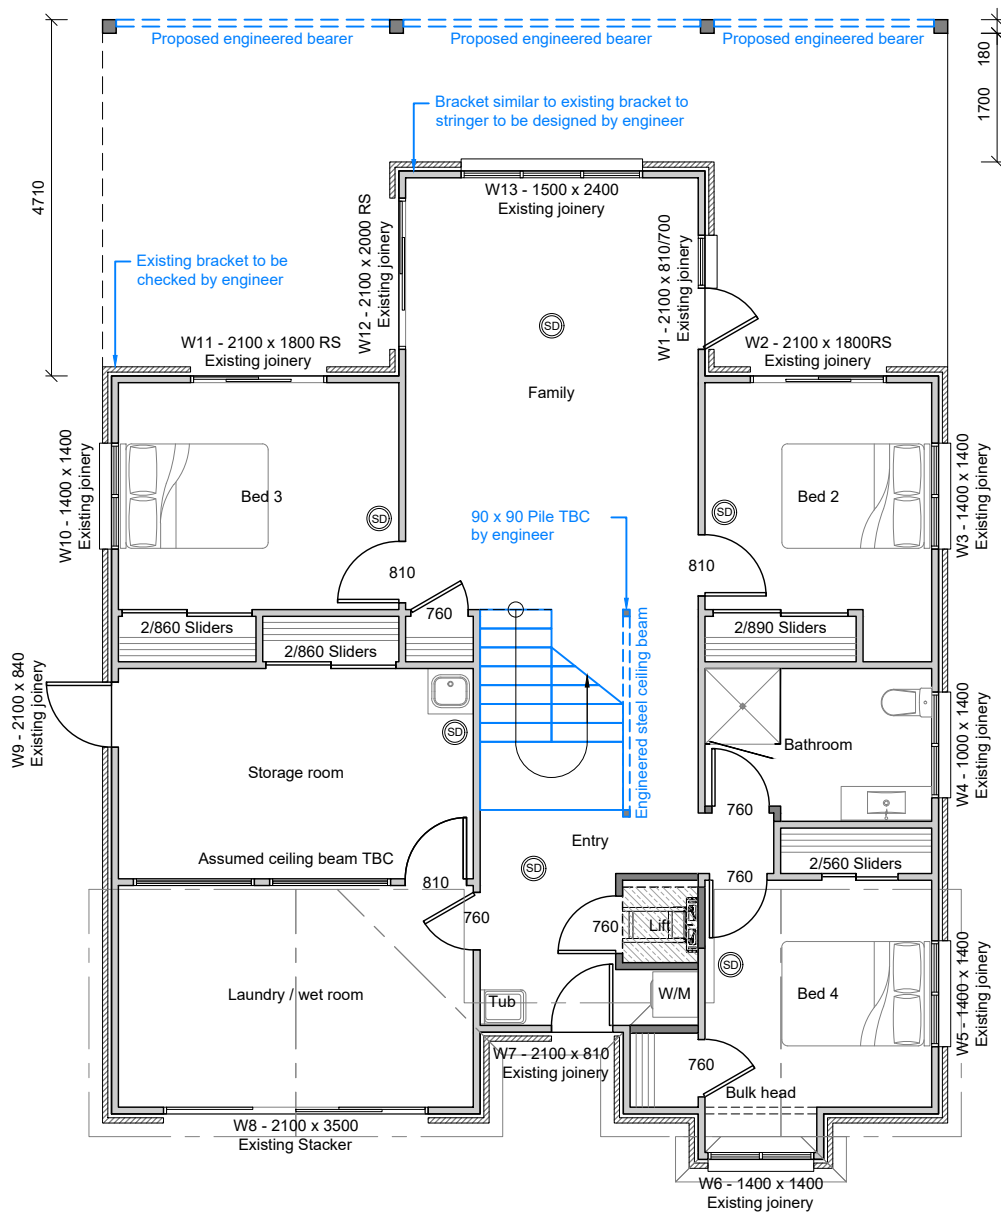 Proposed engineered bearer
Proposed engineered bearer
Proposed engineered bearer
180
1700
4710
Bracket similar to existing bracket to
stringer to be designed by engineer
W13 - 1500 x 2400
Existing joinery
W12 - 2100 x 2000 RS
Existing joinery
W1 - 2100 x 810/700
Existing joinery
Existing bracket to be
checked by engineer
SD
W11 - 2100 x 1800 RS
Existing joinery
W2 - 2100 x 1800RS
Existing joinery
Family
W10 - 1400 x 1400
Existing joinery
Bed 3
SD
90 x 90 Pile TBC
by engineer
SD
Bed 2
W3 - 1400 x 1400
Existing joinery
810
810
760
2/860 Sliders
2/860 Sliders
2/890 Sliders
Engineered steel ceiling beam
W9 - 2100 x 840
Existing joinery
SD
Storage room
Bathroom
W4 - 1000 x 1400
Existing joinery
760
Entry
Assumed ceiling beam TBC
SD
2/560 Sliders
810
760
760
760
Lift
SD
Laundry / wet room
Tub
W/M
Bed 4
W5 - 1400 x 1400
Existing joinery
W7 - 2100 x 810
Existing joinery
760
Bulk head
W8 - 2100 x 3500
Existing Stacker
W6 - 1400 x 1400
Existing joinery